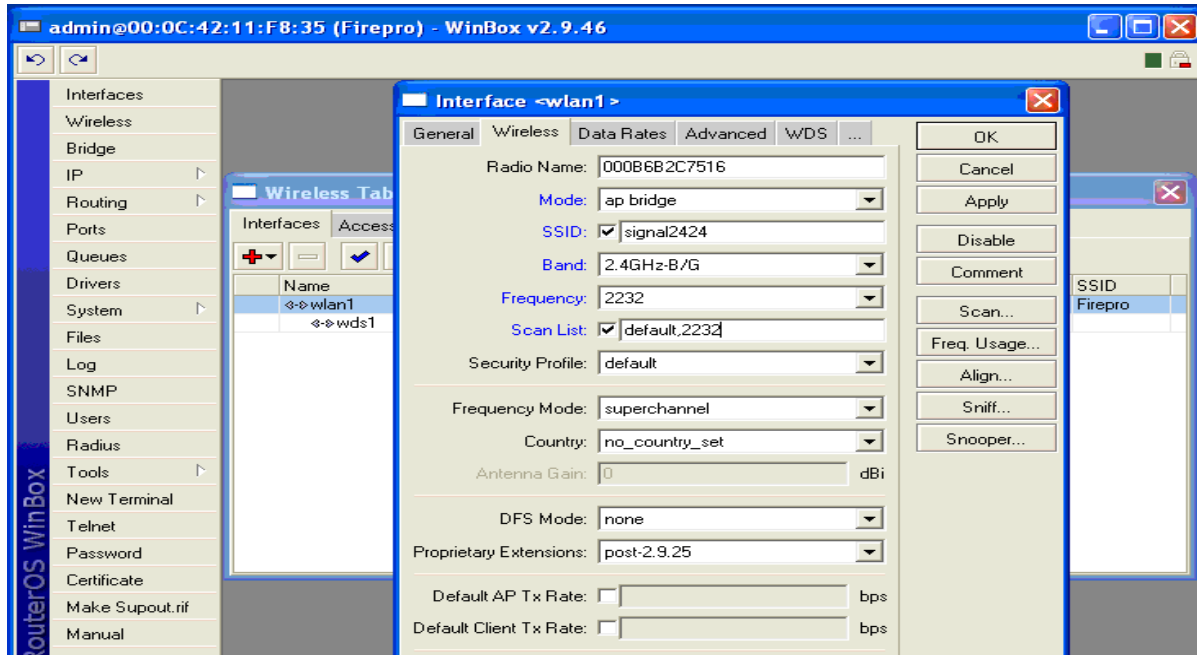 admin@00:0C:42:11:F8:35 (Firepro) - WinBox v2.9.46
Interfaces
Wireless
Bridge
IP
Routing
Ports
Queues
Drivers
System
Files
Log
SNMP
Users
Radius
Tools
New Terminal
Telnet
Password
Certificate
Make Supout.rif
Manual
RouterOS WinBox
Wireless Tab
Interfaces Access
Name
wlan1
wds1
SSID
Firepro
Interface <wlan1>
General Wireless Data Rates Advanced WDS ...
Radio Name: 000B6B2C7516
Mode: ap bridge
SSID: signal2424
Band: 2.4GHz-B/G
Frequency: 2232
Scan List: default,2232
Security Profile: default
Frequency Mode: superchannel
Country: no_country_set
Antenna Gain: 0 dBi
DFS Mode: none
Proprietary Extensions: post-2.9.25
Default AP Tx Rate: bps
Default Client Tx Rate: bps
OK
Cancel
Apply
Disable
Comment
Scan...
Freq. Usage...
Align...
Sniff...
Snooper...